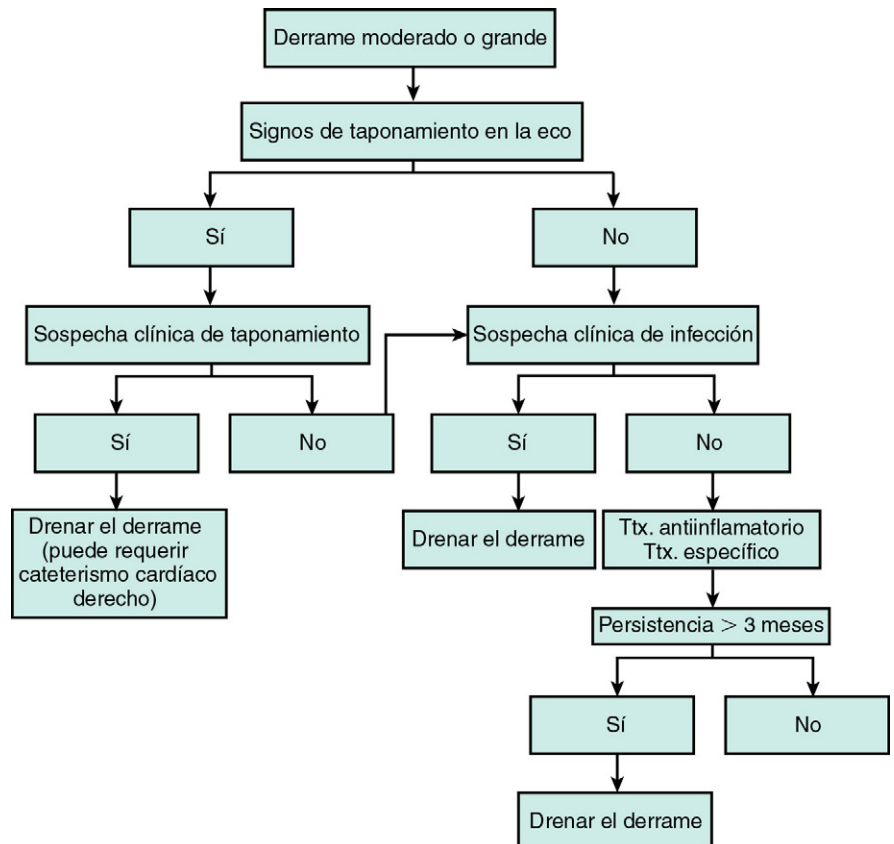 Derrame moderado o grande
Signos de taponamiento en la eco
Sí
No
Sospecha clínica de taponamiento
Sospecha clínica de infección
Sí
No
Sí
No
Drenar el derrame
(puede requerir
cateterismo cardíaco
derecho)
Drenar el derrame
Ttx. antiinflamatorio
Ttx. específico
Persistencia > 3 meses
Sí
No
Drenar el derrame